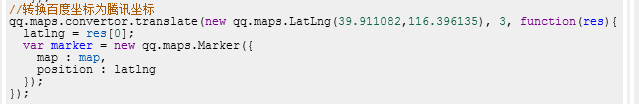 //转换百度坐标为腾讯坐标
qq.maps.convertor.translate(new qq.maps.LatLng(39.911082,116.396135), 3, function(res){
  latlng = res[0];
  var marker = new qq.maps.Marker({
    map : map,
    position : latlng
  });
});